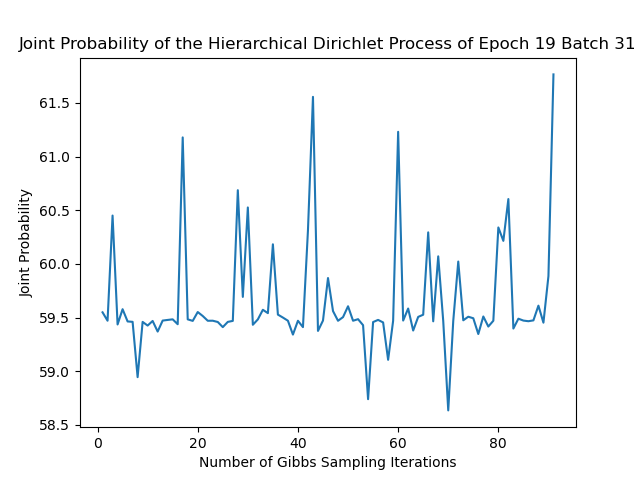 Joint Probability of the Hierarchical Dirichlet Process of Epoch 19 Batch 31
61.5
61.0
60.5
60.0
59.5
59.0
58.5
Joint Probability
0 20 40 60 80
Number of Gibbs Sampling Iterations